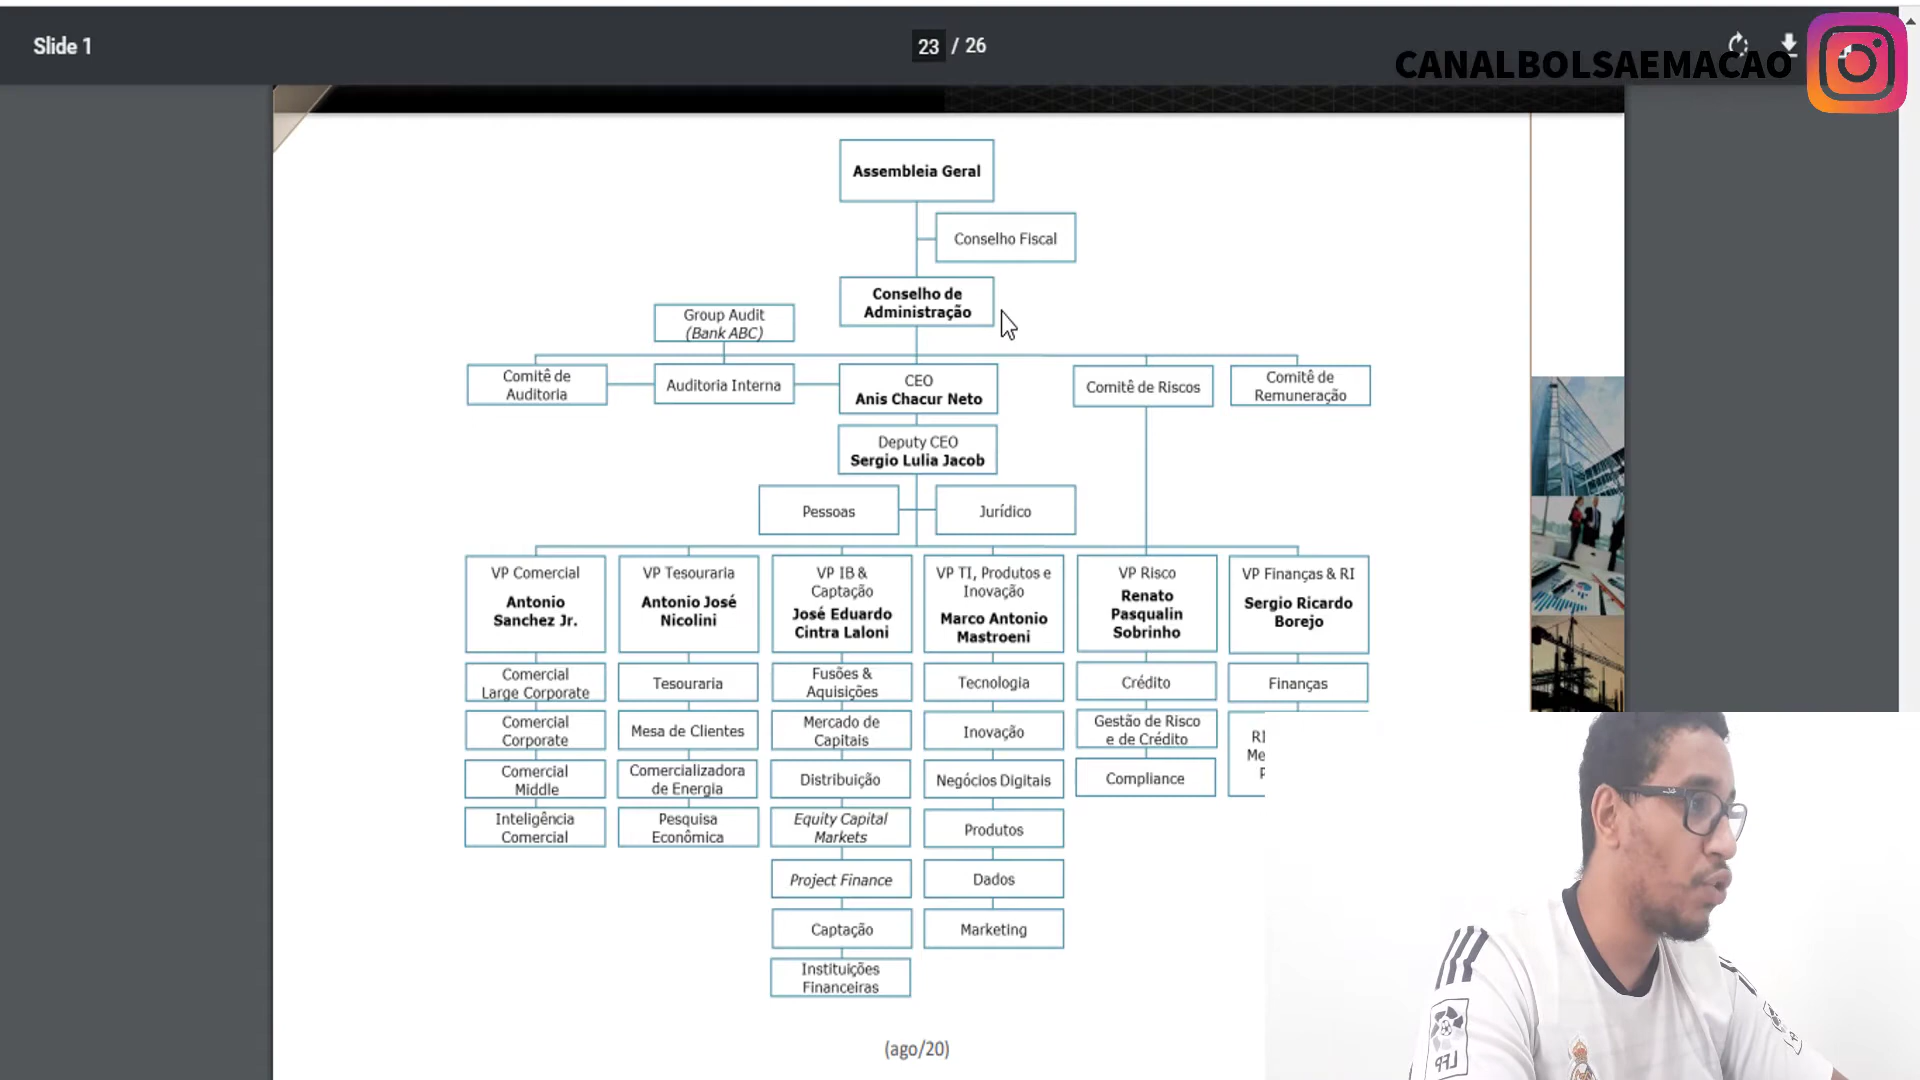 Slide 1
23 / 26
CANALBOLSAEMACAO
Assembleia Geral
Conselho Fiscal
Conselho de
Administração
Group Audit
(Bank ABC)
Comitê de
Auditoria
Auditoria Interna
CEO
Anis Chacur Neto
Comitê de Riscos
Comitê de
Remuneração
Deputy CEO
Sergio Lulia Jacob
Pessoas
Jurídico
VP Comercial
Antonio
Sanchez Jr.
Comercial
Large Corporate
Comercial
Corporate
Comercial
Middle
Inteligência
Comercial
VP Tesouraria
Antonio José
Nicolini
Tesouraria
Mesa de Clientes
Comercializadora
de Energia
Pesquisa
Econômica
VP IB &
Captação
José Eduardo
Cintra Laloni
Fusões &
Aquisições
Mercado de
Capitais
Distribuição
Equity Capital
Markets
Project Finance
Captação
Instituições
Financeiras
VP TI, Produtos e
Inovação
Marco Antonio
Mastroeni
Tecnologia
Inovação
Negócios Digitais
Produtos
Dados
Marketing
VP Risco
Renato
Pasqualin
Sobrinho
Crédito
Gestão de Risco
e de Crédito
Compliance
VP Finanças & RI
Sergio Ricardo
Borejo
Finanças
RI
Me
(ago/20)
LFP